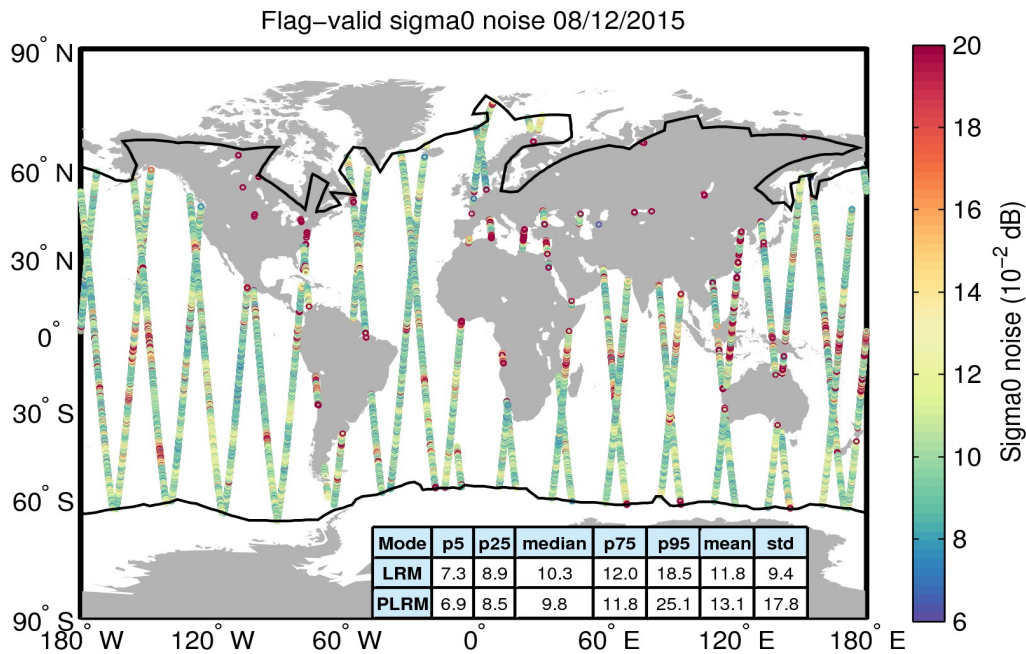 Flag−valid sigma0 noise 08/12/2015
90° N
60° N
30° N
0°
30° S
60° S
90° S
180° W
120° W
60° W
0°
60° E
120° E
180° E
Mode p5 p25 median p75 p95 mean std
LRM 7.3 8.9 10.3 12.0 18.5 11.8 9.4
PLRM 6.9 8.5 9.8 11.8 25.1 13.1 17.8
20
18
16
14
12
10
8
6
Sigma0 noise (10⁻² dB)